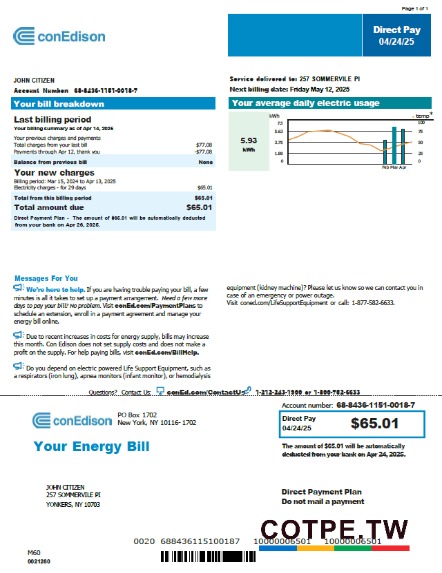 Page 1 of 1
conEdison
Direct Pay
04/24/25
JOHN CITIZEN
Account Number 68-8436-1151-0018-7
Service delivered to: 257 SOMMERVILE PI
Next billing date: Friday May 12, 2025
Your bill breakdown
Last billing period
Your billing summary as of Apr 14, 2025
Your previous charges and payments
Total charges from your last bill $77.08
Payments through Apr 12, thank you -$77.08
Balance from previous bill None
Your new charges
Billing period: Mar 15, 2024 to Apr 13, 2025
Electricity charges - for 29 days $65.01
Total from this billing period $65.01
Total amount due $65.01
Direct Payment Plan - The amount of $65.01 will be automatically deducted
from your bank on Apr 26, 2025.
Your average daily electric usage
5.93
kWh
kWh
temp°
100
75
50
25
0
0
Feb Mar Apr
Messages For You
We're here to help. If you are having trouble paying your bill, a few
minutes is all it takes to set up a payment arrangement. Need a few more
days to pay your bill? No problem. Visit conEd.com/PaymentPlans to
schedule an extension, enroll in a payment agreement and manage your
energy bill online.
Due to recent increases in costs for energy supply, bills may increase
this month. Con Edison does not set supply costs and does not make a
profit on the supply. For help paying bills, visit conEd.com/BillHelp.
Do you depend on electric powered Life Support Equipment, such as
a respirators (iron lung), apnea monitors (infant monitor), or hemodialysis
equipment (kidney machine)? Please let us know so we can contact you in
case of an emergency or power outage.
Visit coned.com/LifeSupportEquipment or call: 1-877-582-6633.
Questions? Contact Us: conEd.com/ContactUs 1-212-243-1900 or 1-800-752-6633
conEdison
PO Box 1702
New York, NY 10116-1702
Your Energy Bill
Account number: 68-8436-1151-0018-7
Direct Pay
04/24/25
$65.01
The amount of $65.01 will be automatically
deducted from your bank on Apr 24, 2025.
JOHN CITIZEN
257 SOMMERVILE PI
YONKERS, NY 10703
Direct Payment Plan
Do not mail a payment
COTPE.TW
0020 688436115100187 10000006501 10000006501
M60
0021280